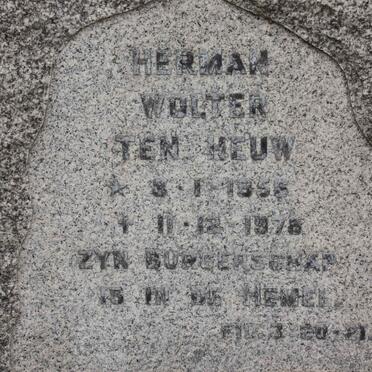 HERMAN
WOLTER
TEN HEUW
★ 8·1·1956
✝ 11·12·1976
ZYN BURGERSCHAP
IS IN DE HEMEL.
FIL. 3 20-21.